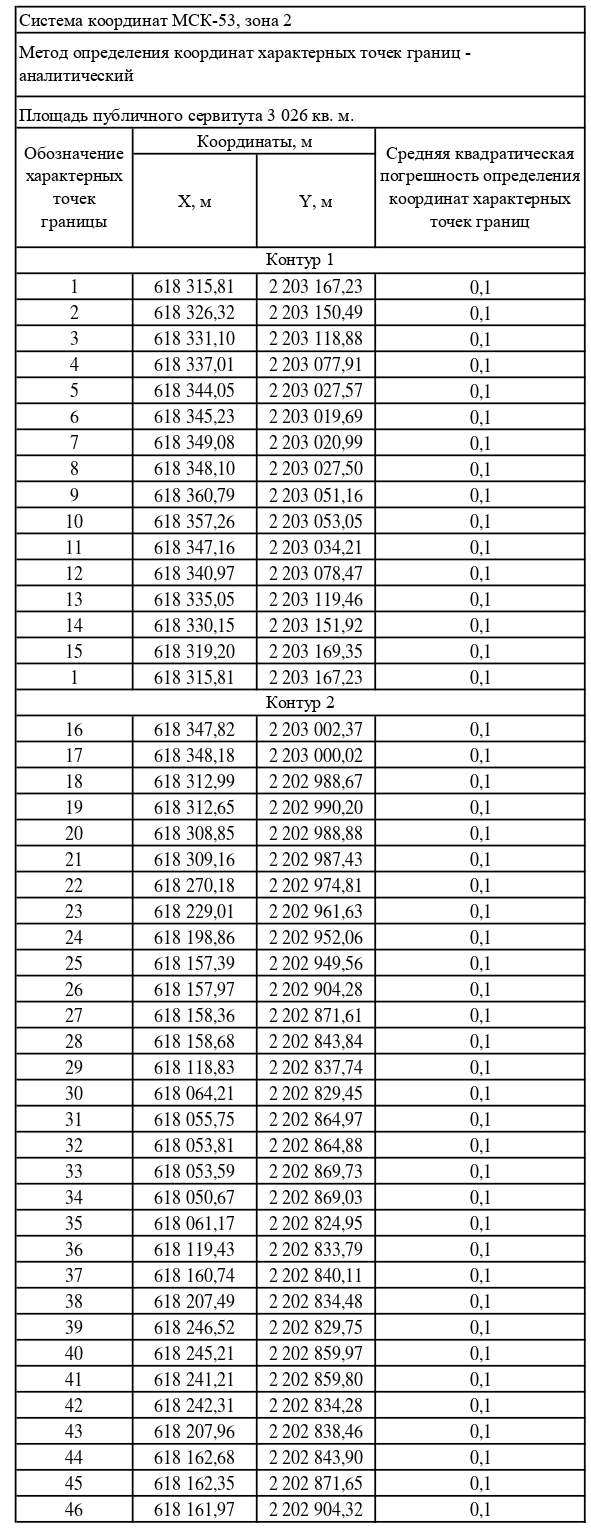 Система координат МСК-53, зона 2
Метод определения координат характерных точек границ -
аналитический
Площадь публичного сервитута 3 026 кв. м.
Обозначение характерных точек границы
Координаты, м
X, м
Y, м
Средняя квадратическая погрешность определения координат характерных точек границ
Контур 1
1 618 315,81 2 203 167,23 0,1
2 618 326,32 2 203 150,49 0,1
3 618 331,10 2 203 118,88 0,1
4 618 337,01 2 203 077,91 0,1
5 618 344,05 2 203 027,57 0,1
6 618 345,23 2 203 019,69 0,1
7 618 349,08 2 203 020,99 0,1
8 618 348,10 2 203 027,50 0,1
9 618 360,79 2 203 051,16 0,1
10 618 357,26 2 203 053,05 0,1
11 618 347,16 2 203 034,21 0,1
12 618 340,97 2 203 078,47 0,1
13 618 335,05 2 203 119,46 0,1
14 618 330,15 2 203 151,92 0,1
15 618 319,20 2 203 169,35 0,1
1 618 315,81 2 203 167,23 0,1
Контур 2
16 618 347,82 2 203 002,37 0,1
17 618 348,18 2 203 000,02 0,1
18 618 312,99 2 202 988,67 0,1
19 618 312,65 2 202 990,20 0,1
20 618 308,85 2 202 988,88 0,1
21 618 309,16 2 202 987,43 0,1
22 618 270,18 2 202 974,81 0,1
23 618 229,01 2 202 961,63 0,1
24 618 198,86 2 202 952,06 0,1
25 618 157,39 2 202 949,56 0,1
26 618 157,97 2 202 904,28 0,1
27 618 158,36 2 202 871,61 0,1
28 618 158,68 2 202 843,84 0,1
29 618 118,83 2 202 837,74 0,1
30 618 064,21 2 202 829,45 0,1
31 618 055,75 2 202 864,97 0,1
32 618 053,81 2 202 864,88 0,1
33 618 053,59 2 202 869,73 0,1
34 618 050,67 2 202 869,03 0,1
35 618 061,17 2 202 824,95 0,1
36 618 119,43 2 202 833,79 0,1
37 618 160,74 2 202 840,11 0,1
38 618 207,49 2 202 834,48 0,1
39 618 246,52 2 202 829,75 0,1
40 618 245,21 2 202 859,97 0,1
41 618 241,21 2 202 859,80 0,1
42 618 242,31 2 202 834,28 0,1
43 618 207,96 2 202 838,46 0,1
44 618 162,68 2 202 843,90 0,1
45 618 162,35 2 202 871,65 0,1
46 618 161,97 2 202 904,32 0,1